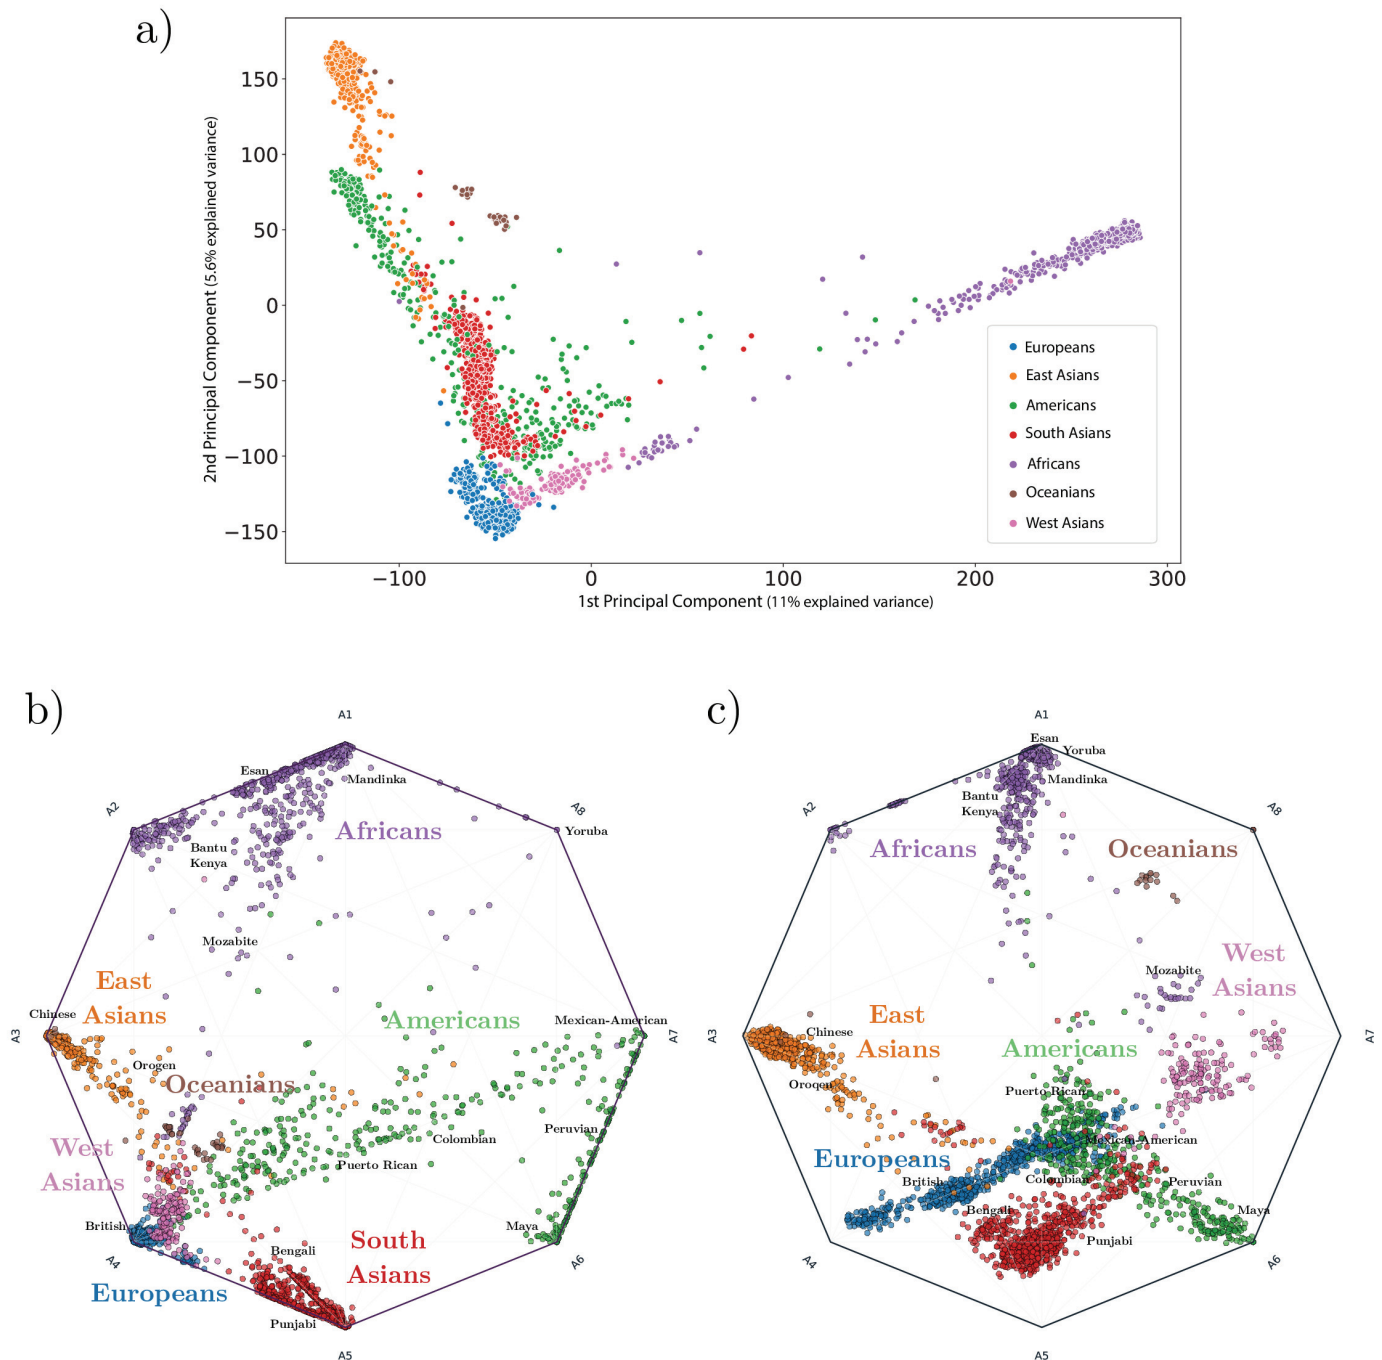 a)
150
100
50
0
−50
−100
−150
2nd Principal Component (5.6% explained variance)
−100 0 100 200 300
1st Principal Component (11% explained variance)
Europeans
East Asians
Americans
South Asians
Africans
Oceanians
West Asians
b)
A1
A2
A8
Esan
Mandinka
Africans
Yoruba
Bantu
Kenya
Mozabite
East
Asians
Chinese
Americans
Mexican-American
A3
A7
Orogen
Oceanians
Peruvian
Colombian
West
Asians
Puerto Rican
British
Maya
A4
A6
South
Asians
Bengali
Europeans
Punjabi
A5
c)
A1
Esan
Yoruba
A2
A8
Mandinka
Bantu
Kenya
Africans
Oceanians
Mozabite
West
Asians
East
Asians
Chinese
Americans
A3
A7
Oroqen
Puerto Rican
Mexican-American
Europeans
British
Colombian
Peruvian
Bengali
Maya
Punjabi
A4
A6
A5